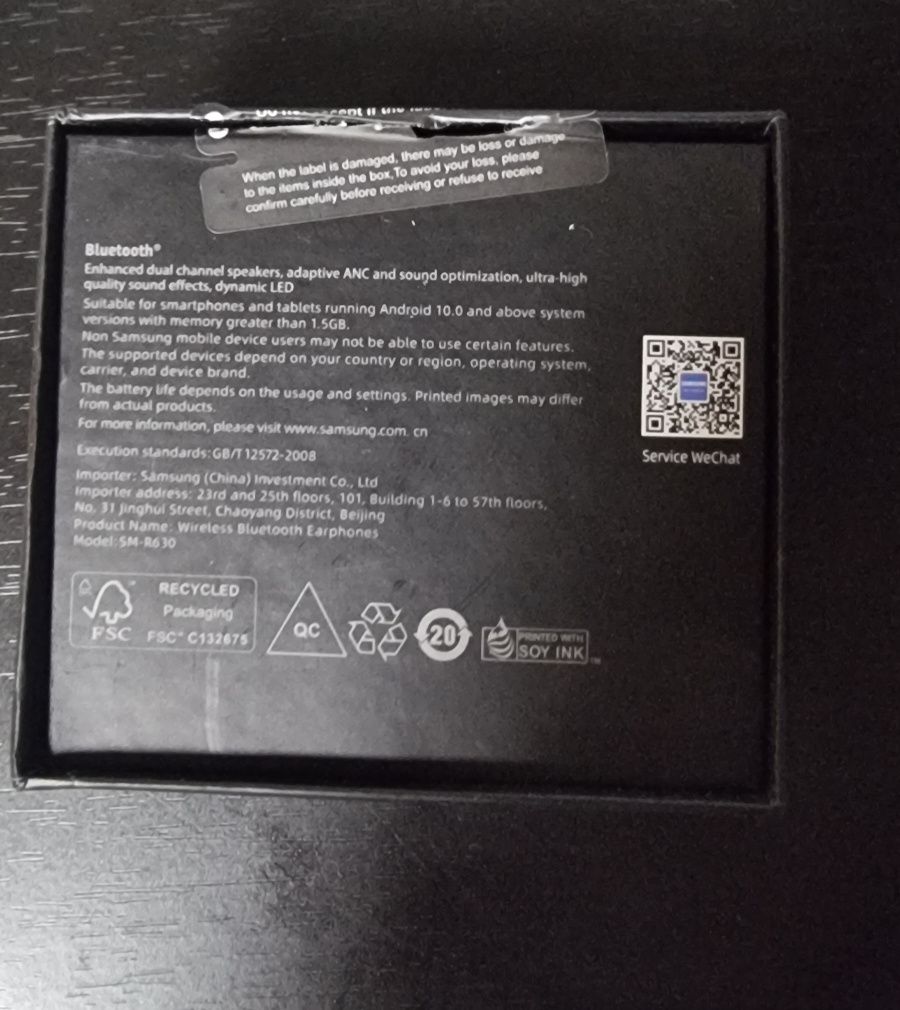 When the label is damaged, there may be loss or damage
to the items inside the box,To avoid your loss, please
confirm carefully before receiving or refuse to receive
Bluetooth®
Enhanced dual channel speakers, adaptive ANC and sound optimization, ultra-high
quality sound effects, dynamic LED
Suitable for smartphones and tablets running Android 10.0 and above system
versions with memory greater than 1.5GB.
Non Samsung mobile device users may not be able to use certain features.
The supported devices depend on your country or region, operating system,
carrier, and device brand.
The battery life depends on the usage and settings. Printed images may differ
from actual products.
For more information, please visit www.samsung.com. cn
Execution standards:GB/T12572-2008
Importer: Samsung (China) Investment Co., Ltd
Importer address: 23rd and 25th floors, 101, Building 1-6 to 57th floors,
No. 31 Jinghui Street, Chaoyang District, Beijing
Product Name: Wireless Bluetooth Earphones
Model:SM-R630
SAMSUNG
Service WeChat
RECYCLED
Packaging
FSC™ C132675
FSC
QC
20
PRINTED WITH
SOY INK™